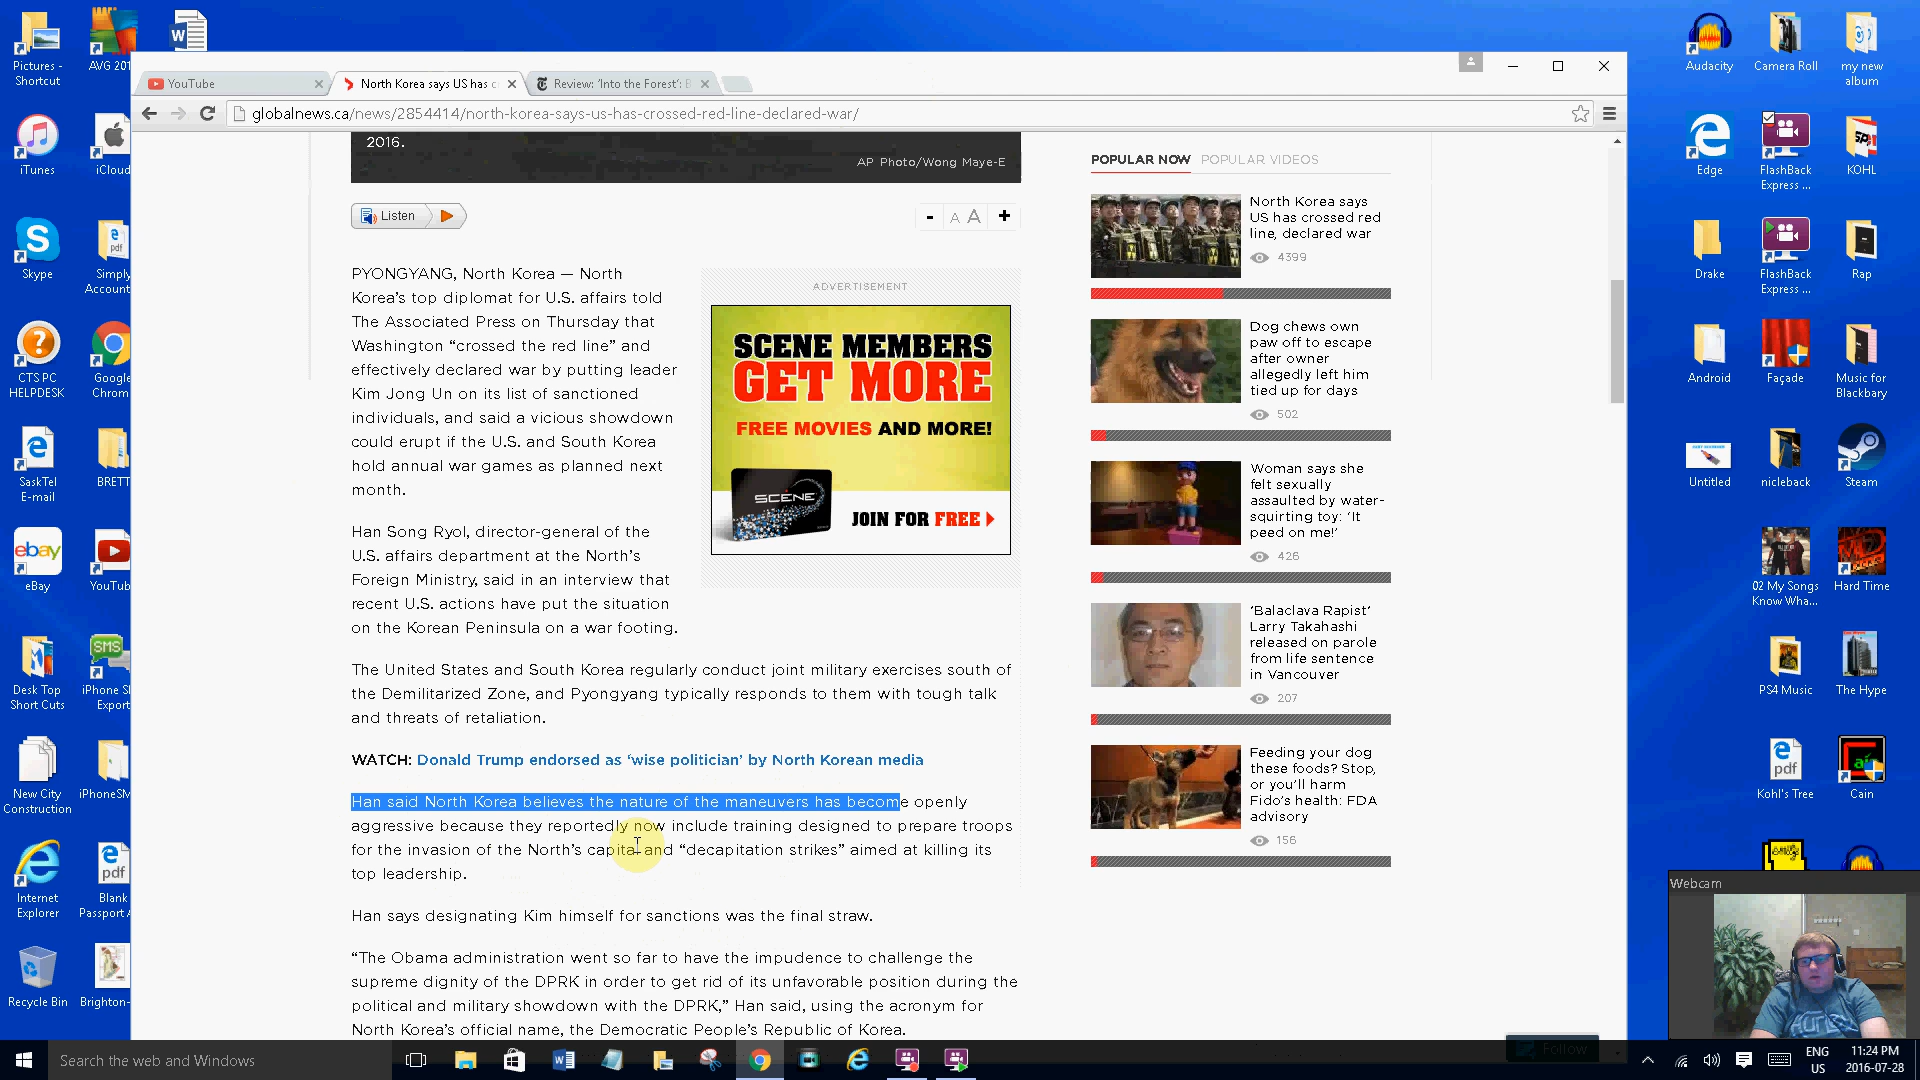 Pictures - Shortcut
AVG 201
Audacity
Camera Roll
my new album
YouTube
North Korea says US has c
Review: 'Into the Forest': B
globalnews.ca/news/2854414/north-korea-says-us-has-crossed-red-line-declared-war/
iTunes
iCloud
Edge
FlashBack Express ...
KOHL
Skype
Simply Account
Drake
FlashBack Express ...
Rap
CTS PC HELPDESK
Google Chrom
Android
Façade
Music for Blackbary
SaskTel E-mail
BRETT
Untitled
nicleback
Steam
ebay
eBay
YouTub
02 My Songs Know Wha...
Hard Time
Desk Top Short Cuts
SMS
iPhone S Export
PS4 Music
The Hype
New City Construction
iPhoneSM
Kohl's Tree
Cain
Internet Explorer
pdf
Blank Passport A
Recycle Bin
Brighton-
2016.
AP Photo/Wong Maye-E
Listen
- A A +
PYONGYANG, North Korea — North
Korea's top diplomat for U.S. affairs told
The Associated Press on Thursday that
Washington “crossed the red line” and
effectively declared war by putting leader
Kim Jong Un on its list of sanctioned
individuals, and said a vicious showdown
could erupt if the U.S. and South Korea
hold annual war games as planned next
month.
ADVERTISEMENT
SCENE MEMBERS
GET MORE
FREE MOVIES AND MORE!
SCENE
JOIN FOR FREE
Han Song Ryol, director-general of the
U.S. affairs department at the North's
Foreign Ministry, said in an interview that
recent U.S. actions have put the situation
on the Korean Peninsula on a war footing.
The United States and South Korea regularly conduct joint military exercises south of
the Demilitarized Zone, and Pyongyang typically responds to them with tough talk
and threats of retaliation.
WATCH: Donald Trump endorsed as ‘wise politician’ by North Korean media
Han said North Korea believes the nature of the maneuvers has become openly
aggressive because they reportedly now include training designed to prepare troops
for the invasion of the North's capital and “decapitation strikes” aimed at killing its
top leadership.
Han says designating Kim himself for sanctions was the final straw.
“The Obama administration went so far to have the impudence to challenge the
supreme dignity of the DPRK in order to get rid of its unfavorable position during the
political and military showdown with the DPRK,” Han said, using the acronym for
North Korea's official name, the Democratic People's Republic of Korea.
POPULAR NOW POPULAR VIDEOS
North Korea says
US has crossed red
line, declared war
4399
Dog chews own
paw off to escape
after owner
allegedly left him
tied up for days
502
Woman says she
felt sexually
assaulted by water-
squirting toy: ‘It
peed on me!’
426
‘Balaclava Rapist’
Larry Takahashi
released on parole
from life sentence
in Vancouver
207
Feeding your dog
these foods? Stop,
or you'll harm
Fido's health: FDA
advisory
156
Follow
Webcam
Search the web and Windows
ENG
US
11:24 PM
2016-07-28